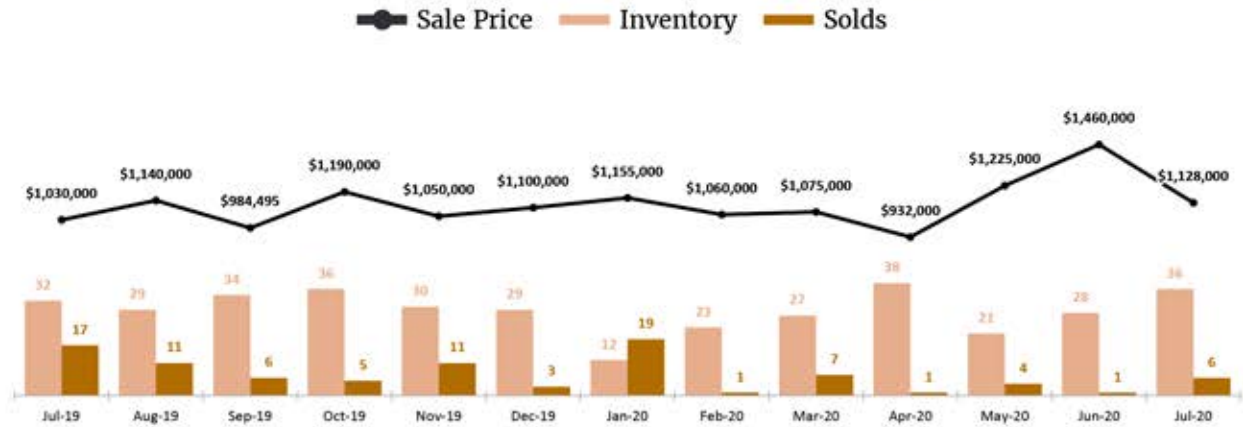 Sale Price Inventory Solds
$1,030,000 $1,140,000 $984,495 $1,190,000 $1,050,000 $1,100,000 $1,155,000 $1,060,000 $1,075,000 $932,000 $1,225,000 $1,460,000 $1,128,000
32 29 34 36 30 29 12 23 27 38 21 28 36
17 11 6 5 11 3 19 1 7 1 4 1 6
Jul-19 Aug-19 Sep-19 Oct-19 Nov-19 Dec-19 Jan-20 Feb-20 Mar-20 Apr-20 May-20 Jun-20 Jul-20